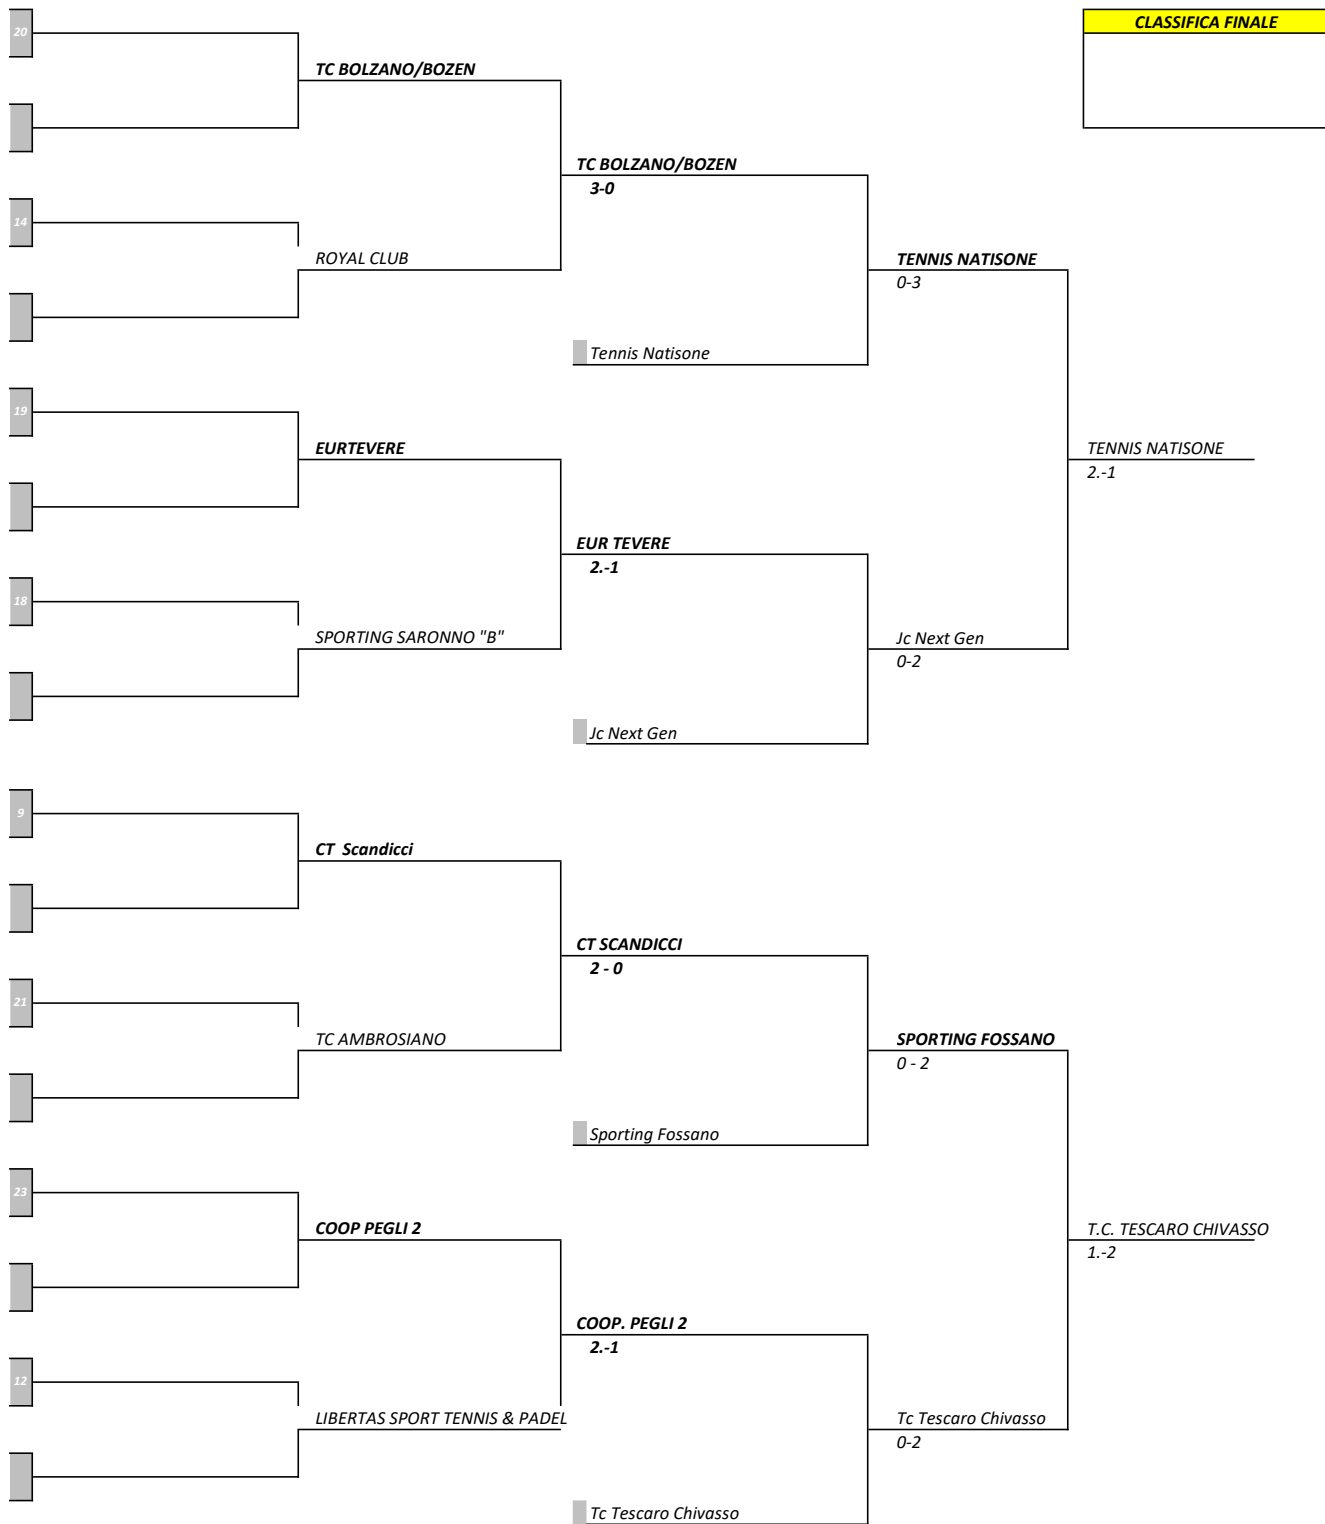 20
CLASSIFICA FINALE
TC BOLZANO/BOZEN
TC BOLZANO/BOZEN
3-0
14
ROYAL CLUB
TENNIS NATISONE
0-3
Tennis Natisone
19
EURTEVERE
TENNIS NATISONE
2.-1
EUR TEVERE
2.-1
18
SPORTING SARONNO "B"
Jc Next Gen
0-2
Jc Next Gen
9
CT Scandicci
CT SCANDICCI
2 - 0
21
TC AMBROSIANO
SPORTING FOSSANO
0 - 2
Sporting Fossano
23
COOP PEGLI 2
T.C. TESCARO CHIVASSO
1.-2
COOP. PEGLI 2
2.-1
12
LIBERTAS SPORT TENNIS & PADEL
Tc Tescaro Chivasso
0-2
Tc Tescaro Chivasso